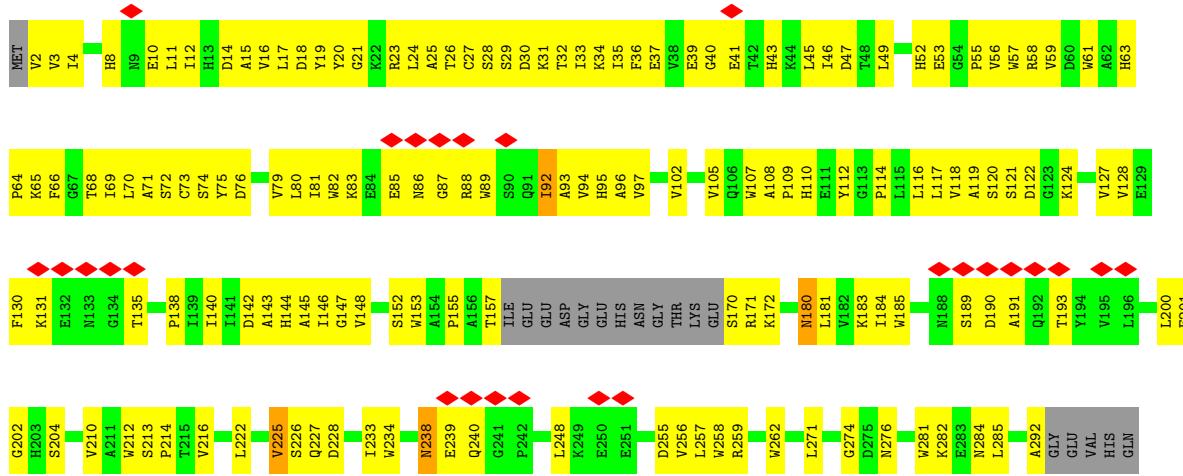 MET V2 V3 I4 H8 N9 E10 L11 I12 H13 D14 A15 V16 L17 D18 Y19 Y20 G21 K22 R23 L24 A25 T26 C27 S28 S29 D30 K31 T32 I33 K34 I35 F36 E37 V38 E39 G40 E41 T42 H43 K44 L45 I46 D47 T48 L49 H52 E53 G54 P55 V56 W57 R58 V59 D60 W61 A62 H63
P64 K65 F66 G67 T68 I69 L70 A71 S72 C73 S74 Y75 D76 V79 L80 I81 W82 K83 E84 E85 N86 G87 R88 W89 S90 Q91 I92 A93 V94 H95 A96 V97 V102 V105 Q106 W107 A108 P109 H110 E111 Y112 G113 P114 L115 L116 L117 V118 A119 S120 S121 D122 G123 K124 V127 V128 E129
F130 K131 E132 N133 G134 T135 P138 I139 I140 I141 D142 A143 H144 A145 I146 G147 V148 S152 W153 A154 P155 A156 T157 ILE GLU GLU ASP GLY GLU HIS ASN GLY THR LYS GLU S170 R171 K172 N180 L181 V182 K183 I184 W185 N188 S189 D190 A191 Q192 T193 Y194 V195 L196 L200
G202 H203 S204 V210 A211 W212 S213 P214 T215 V216 L222 V225 S226 Q227 D228 I233 W234 N238 E239 Q240 G241 P242 L248 K249 E250 E251 D255 V256 L257 W258 R259 W262 L271 G274 D275 N276 W281 K282 E283 N284 L285 A292 GLY GLU VAL HIS GLN